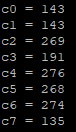 c0 = 143
c1 = 143
c2 = 269
c3 = 191
c4 = 276
c5 = 268
c6 = 274
c7 = 135